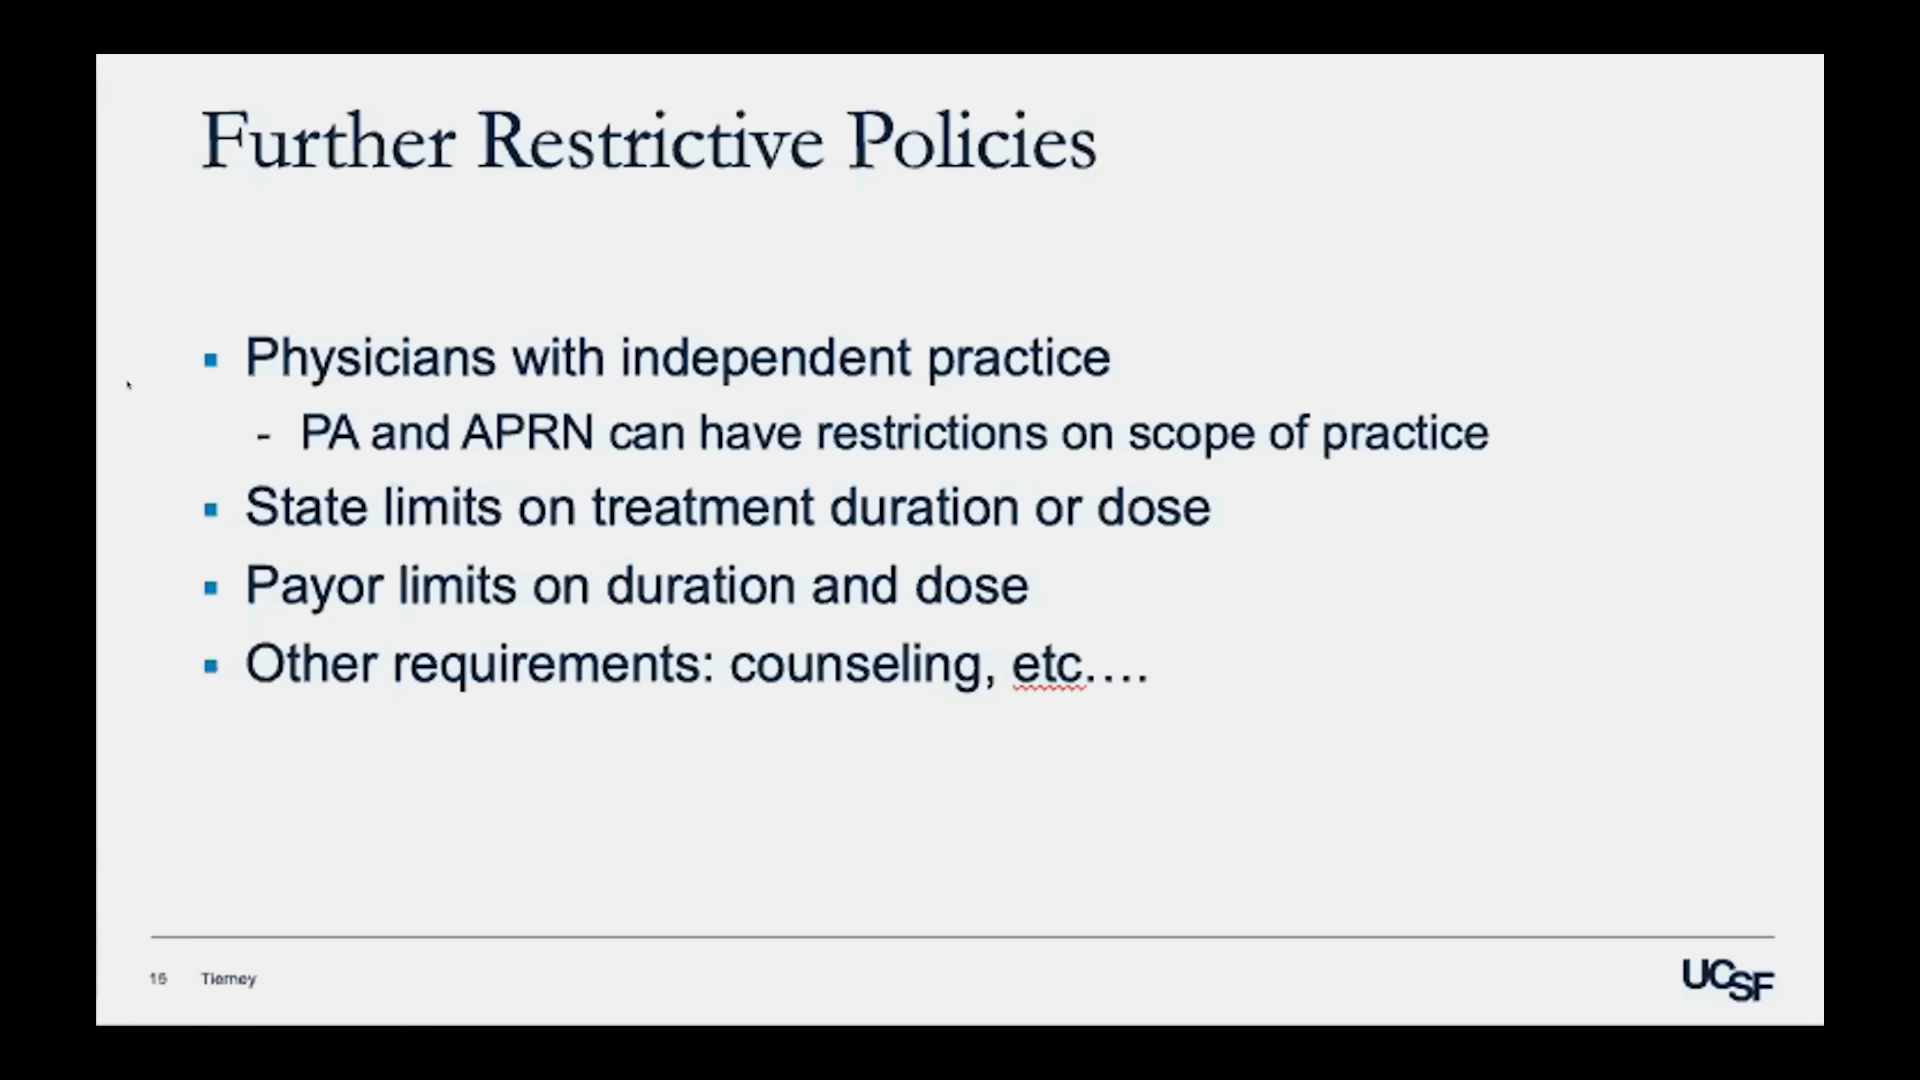 Further Restrictive Policies
▪ Physicians with independent practice
- PA and APRN can have restrictions on scope of practice
▪ State limits on treatment duration or dose
▪ Payor limits on duration and dose
▪ Other requirements: counseling, etc....
15 Tierney
UCSF